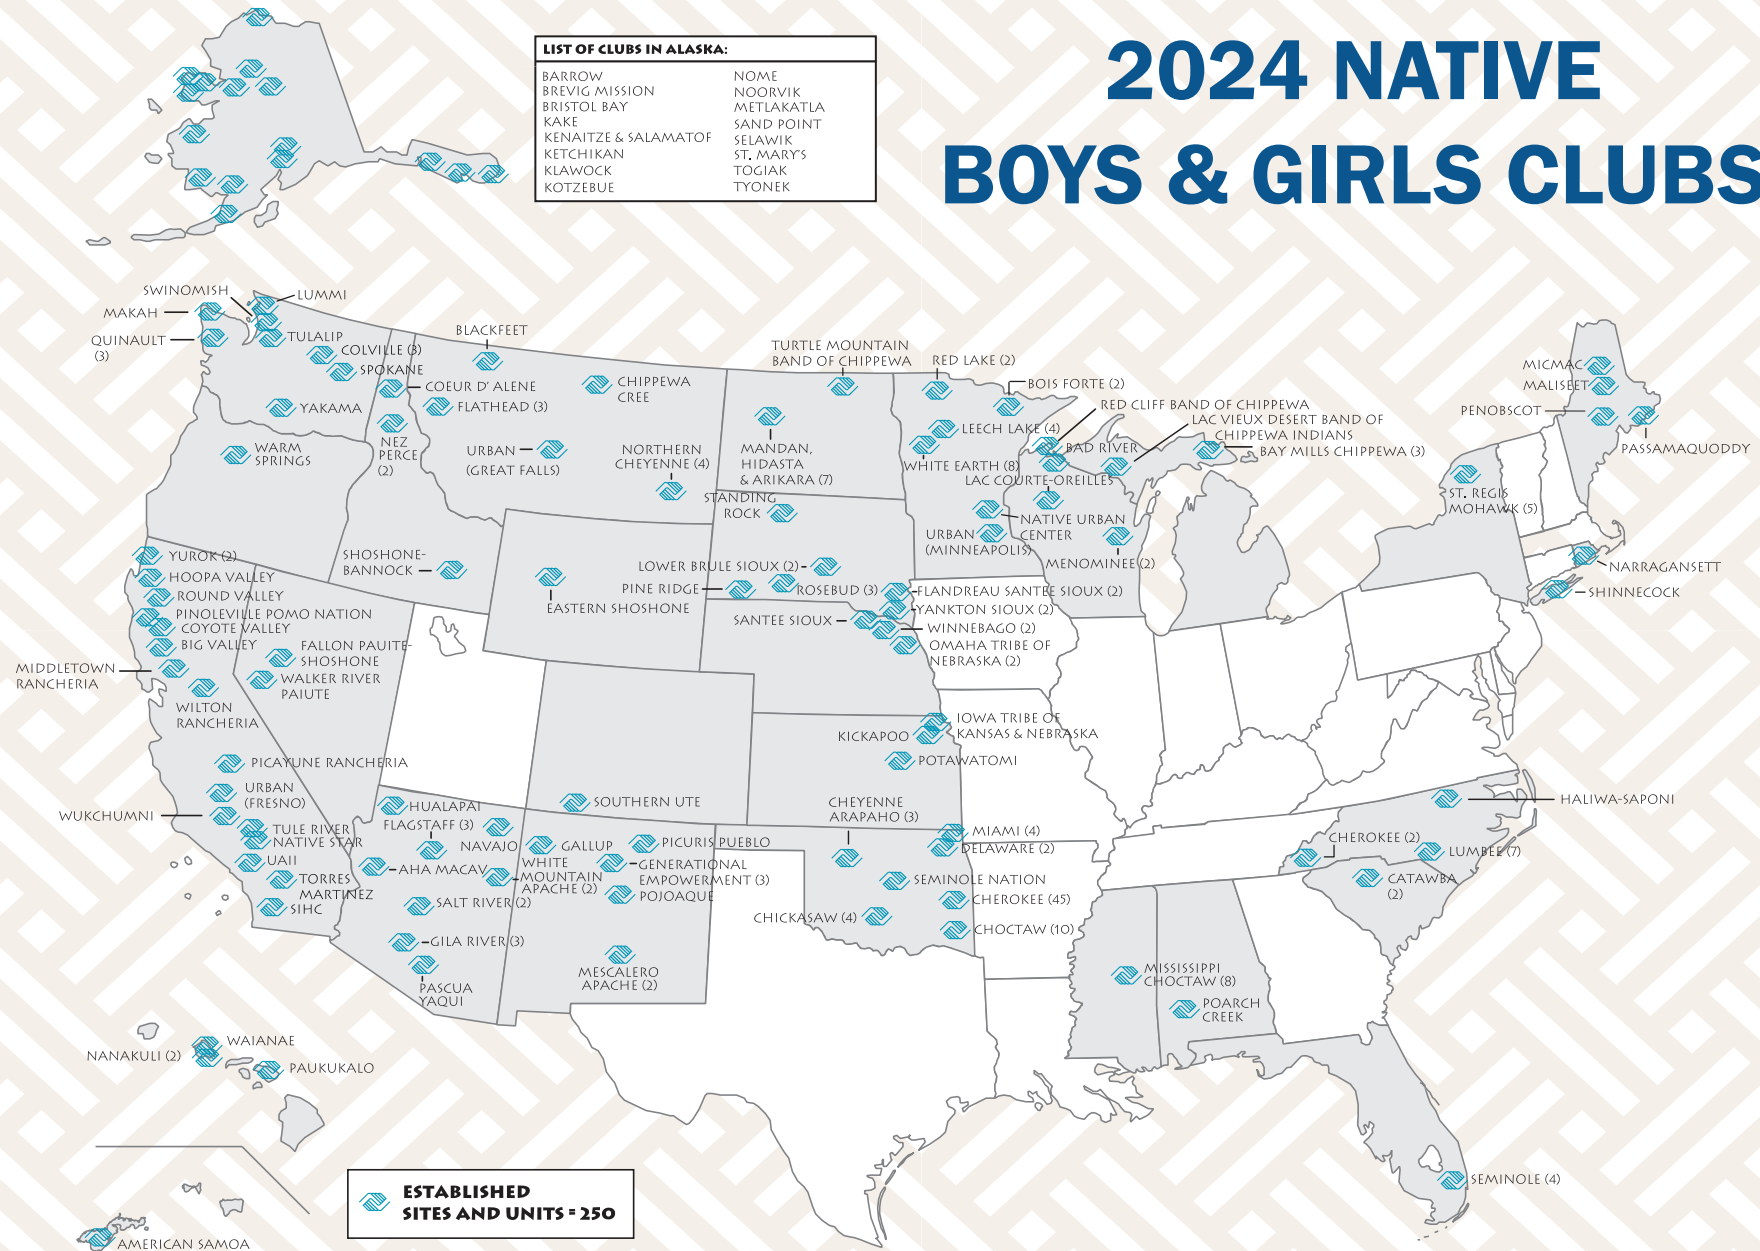 2024 NATIVE
BOYS & GIRLS CLUBS
LIST OF CLUBS IN ALASKA:
BARROW
BREVIG MISSION
BRISTOL BAY
KAKE
KENAITZE & SALAMATOF
KETCHIKAN
KLAWOCK
KOTZEBUE
NOME
NOORVIK
METLAKATLA
SAND POINT
SELAWIK
ST. MARY'S
TOGIAK
TYONEK
SWINOMISH
LUMMI
MAKAH
QUINAULT
(3)
TULALIP
COLVILLE (3)
SPOKANE
YAKAMA
COEUR D' ALENE
FLATHEAD (3)
NEZ
PERCE
(2)
WARM
SPRINGS
BLACKFEET
CHIPPEWA
CREE
URBAN
(GREAT FALLS)
NORTHERN
CHEYENNE (4)
SHOSHONE-
BANNOCK
EASTERN SHOSHONE
TURTLE MOUNTAIN
BAND OF CHIPPEWA
MANDAN,
HIDASTA
& ARIKARA (7)
STANDING
ROCK
LOWER BRULE SIOUX (2)
PINE RIDGE
ROSEBUD (3)
FLANDREAU SANTEE SIOUX (2)
YANKTON SIOUX (2)
SANTEE SIOUX
WINNEBAGO (2)
OMAHA TRIBE OF
NEBRASKA (2)
RED LAKE (2)
BOIS FORTE (2)
LEECH LAKE (4)
WHITE EARTH (8)
RED CLIFF BAND OF CHIPPEWA
LAC VIEUX DESERT BAND OF
CHIPPEWA INDIANS
BAY MILLS CHIPPEWA (3)
BAD RIVER
LAC COURTE-OREILLES
NATIVE URBAN
CENTER
URBAN
(MINNEAPOLIS)
MENOMINEE (2)
MICMAC
MALISEET
PENOBSCOT
PASSAMAQUODDY
ST. REGIS
MOHAWK (5)
NARRAGANSETT
SHINNECOCK
YUROK (2)
HOOPA VALLEY
ROUND VALLEY
PINOLEVILLE POMO NATION
COYOTE VALLEY
BIG VALLEY
MIDDLETOWN
RANCHERIA
WILTON
RANCHERIA
FALLON PAUITE-
SHOSHONE
WALKER RIVER
PAIUTE
PICAYUNE RANCHERIA
URBAN
(FRESNO)
WUKCHUMNI
TULE RIVER
NATIVE STAR
UAII
TORRES
MARTINEZ
SIHC
HUALAPAI
FLAGSTAFF (3)
NAVAJO
AHA MACAV
WHITE
MOUNTAIN
APACHE (2)
SALT RIVER (2)
GILA RIVER (3)
PASCUA
YAQUI
SOUTHERN UTE
GALLUP
PICURIS PUEBLO
GENERATIONAL
EMPOWERMENT (3)
POJOAQUE
MESCALERO
APACHE (2)
KICKAPOO
IOWA TRIBE OF
KANSAS & NEBRASKA
POTAWATOMI
CHEYENNE
ARAPAHO (3)
MIAMI (4)
DELAWARE (2)
SEMINOLE NATION
CHEROKEE (45)
CHICKASAW (4)
CHOCTAW (10)
HALIWA-SAPONI
CHEROKEE (2)
LUMBEE (7)
CATAWBA
(2)
MISSISSIPPI
CHOCTAW (8)
POARCH
CREEK
SEMINOLE (4)
WAIANAE
NANAKULI (2)
PAUKUKALO
AMERICAN SAMOA
ESTABLISHED
SITES AND UNITS = 250